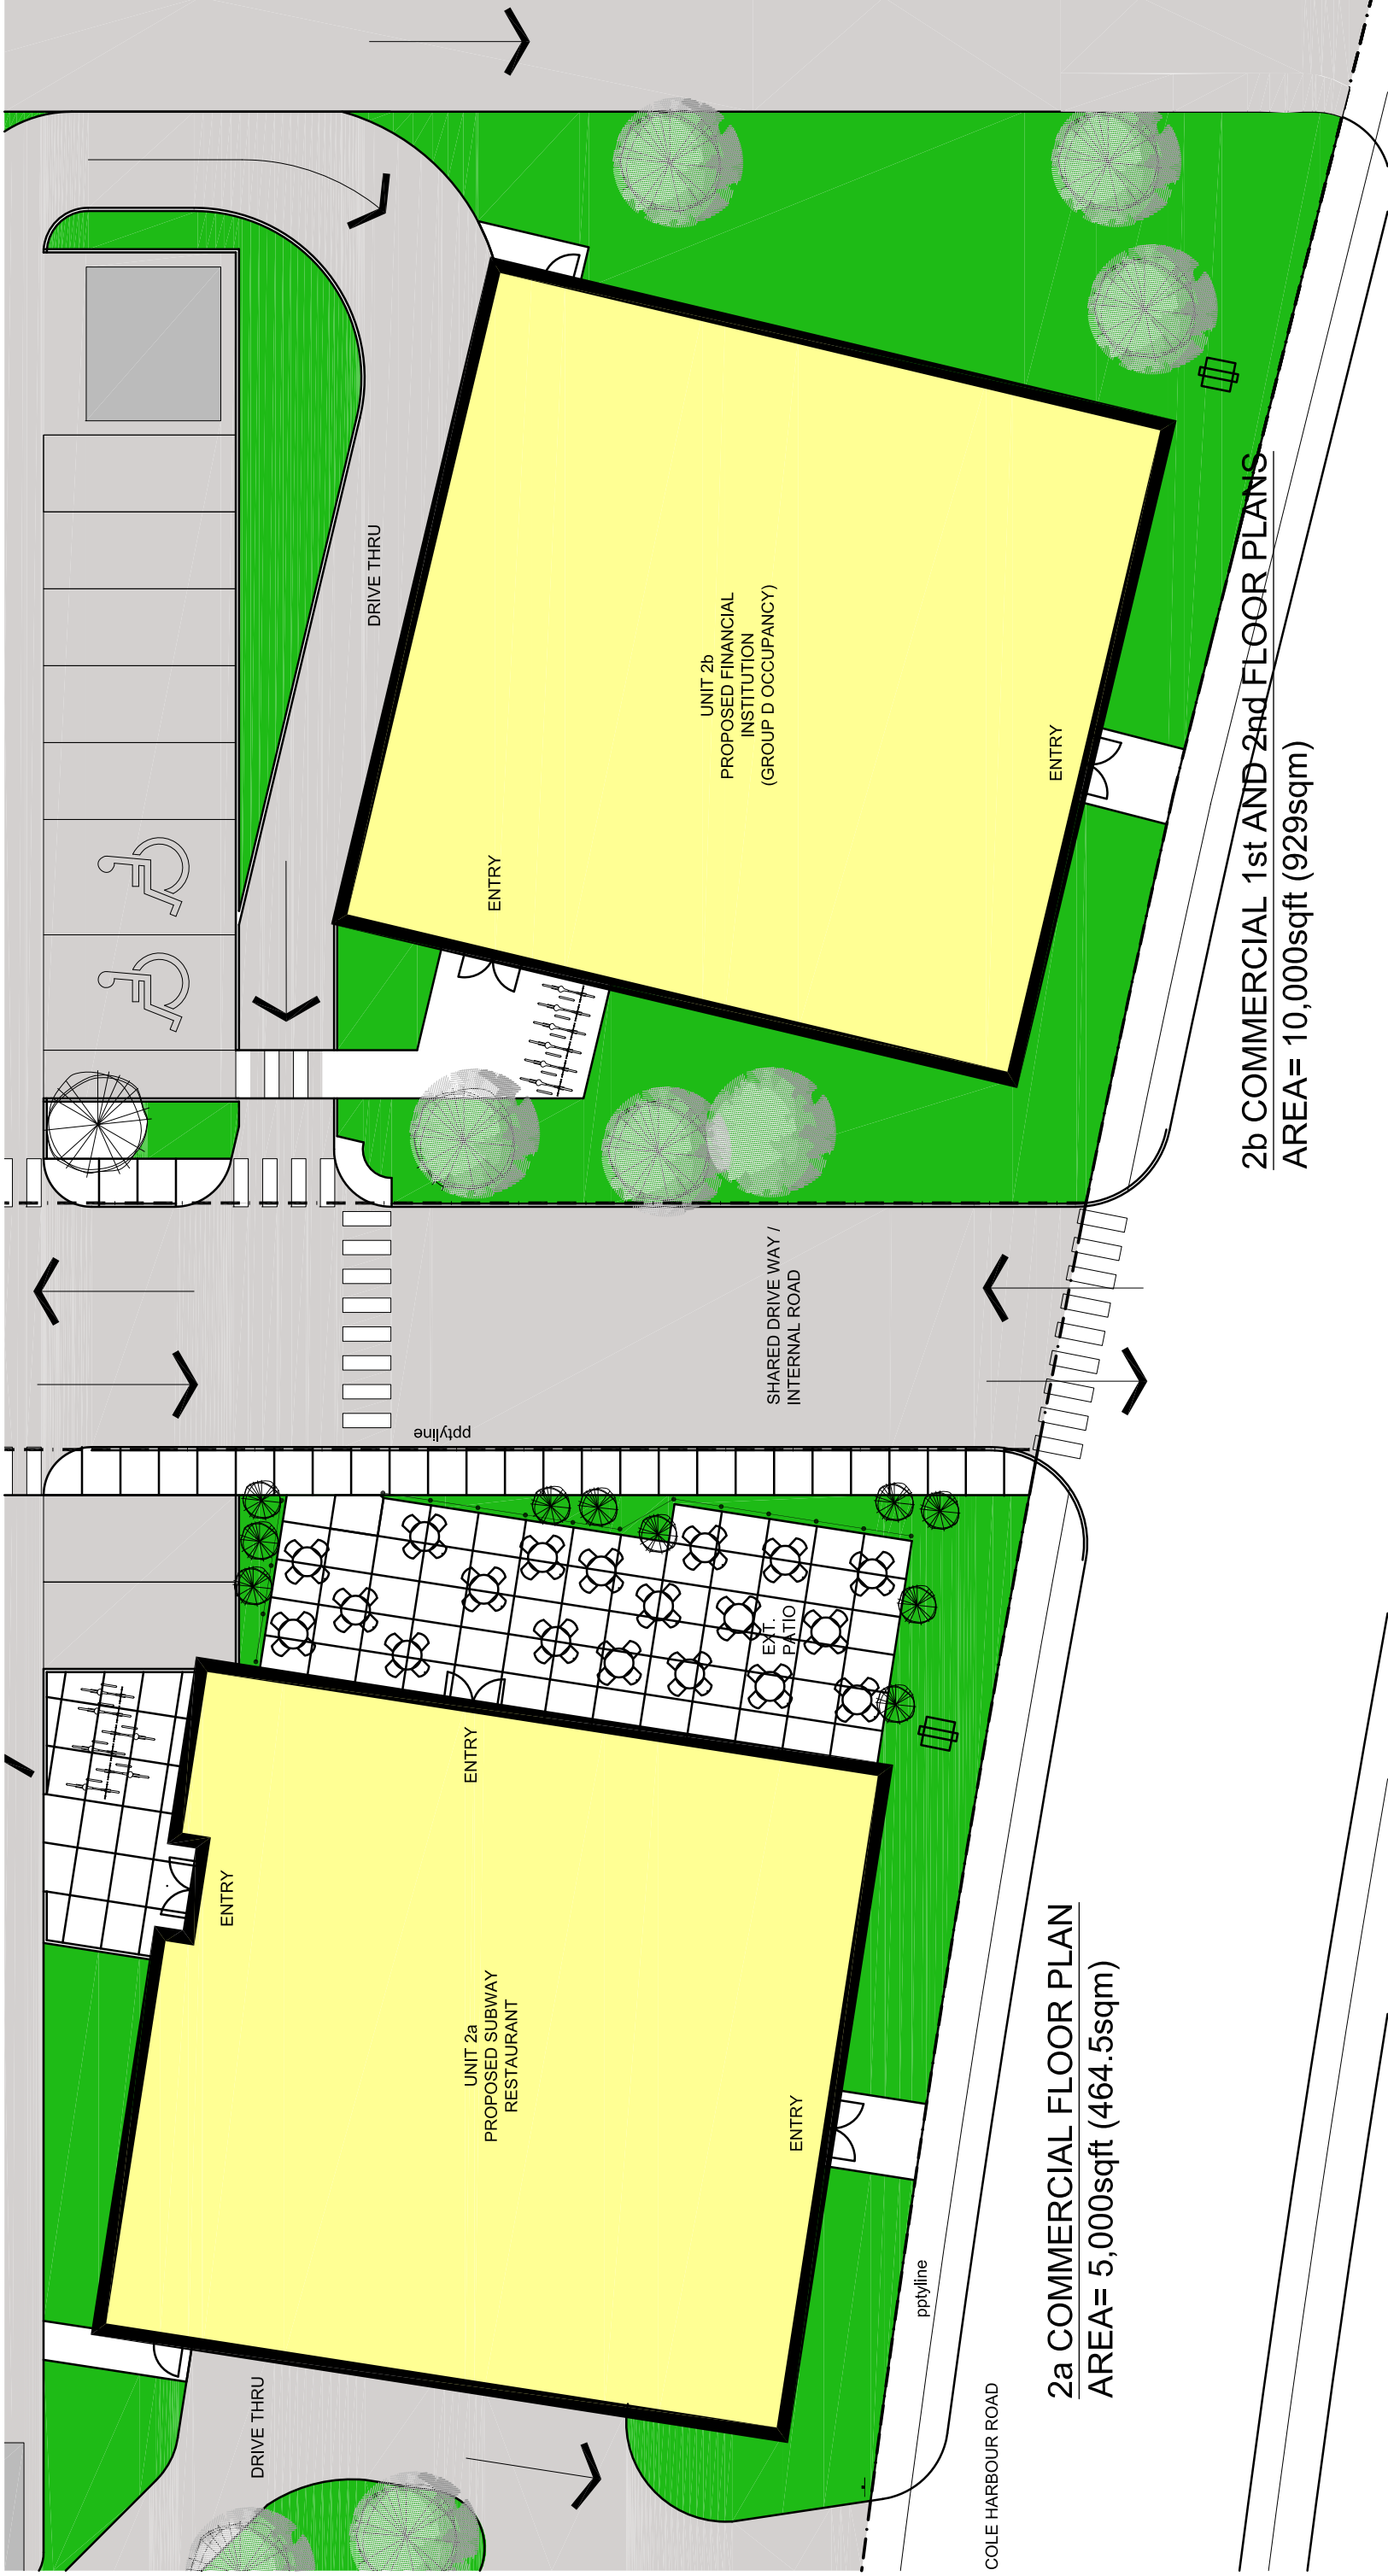 DRIVE THRU
UNIT 2a
PROPOSED SUBWAY
RESTAURANT
ENTRY
ENTRY
ENTRY
EXT.
PATIO
pptyline
pptyline
COLE HARBOUR ROAD
2a COMMERCIAL FLOOR PLAN
AREA= 5,000sqft (464.5sqm)
SHARED DRIVE WAY /
INTERNAL ROAD
DRIVE THRU
UNIT 2b
PROPOSED FINANCIAL
INSTITUTION
(GROUP D OCCUPANCY)
ENTRY
ENTRY
2b COMMERCIAL 1st AND 2nd FLOOR PLANS
AREA= 10,000sqft (929sqm)